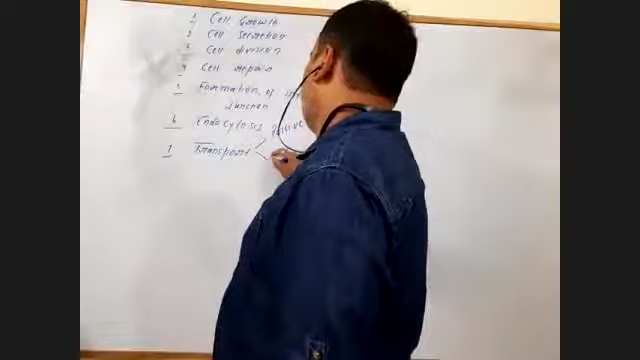 1 Cell Growth
2 Cell Secretion
3 Cell division
4 Cell repair
5 Formation of
Junction
6 Endocytosis
7 Transport Passive